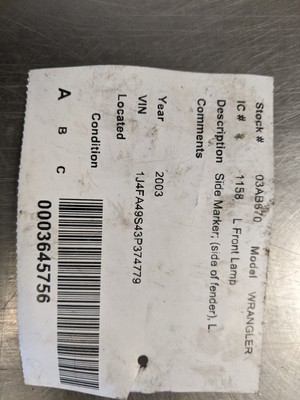 Stock # 03AB870 Model WRANGLER
IC # 1158 L Front Lamp
Description Side Marker, (side of fender), L
Comments
Year 2003
VIN 1J4FA49S43P374779
Located
Condition
A B C
0003645756